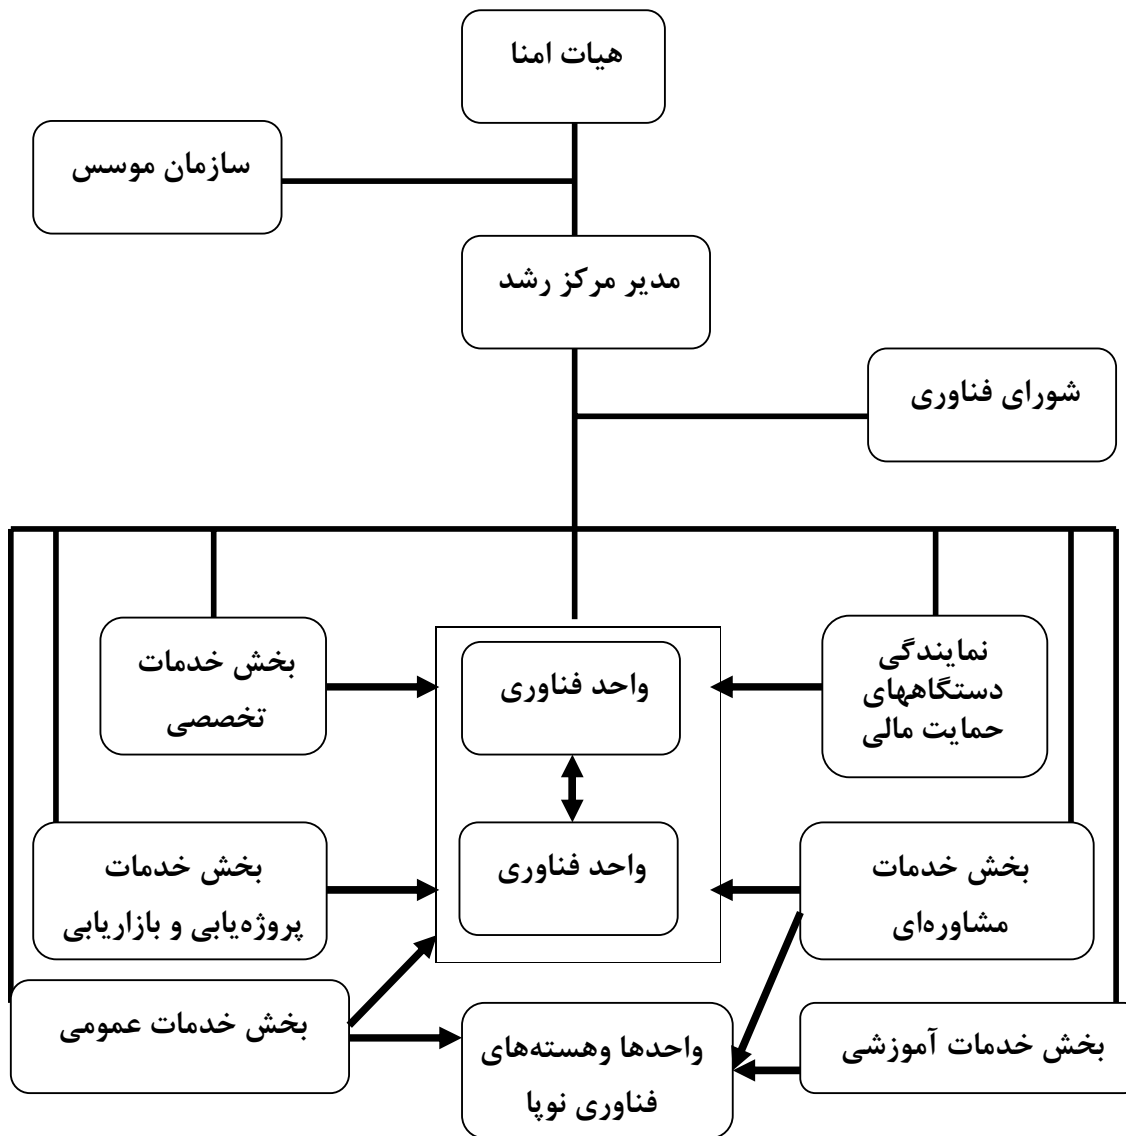 هیات امنا
سازمان موسس
مدیر مرکز رشد
شورای فناوری
نمایندگی
دستگاههای
حمایت مالی
واحد فناوری
بخش خدمات
تخصصی
بخش خدمات
مشاوره‌ای
واحد فناوری
بخش خدمات
پروژه‌یابی و بازاریابی
بخش خدمات آموزشی
واحدها وهسته‌های
فناوری نوپا
بخش خدمات عمومی